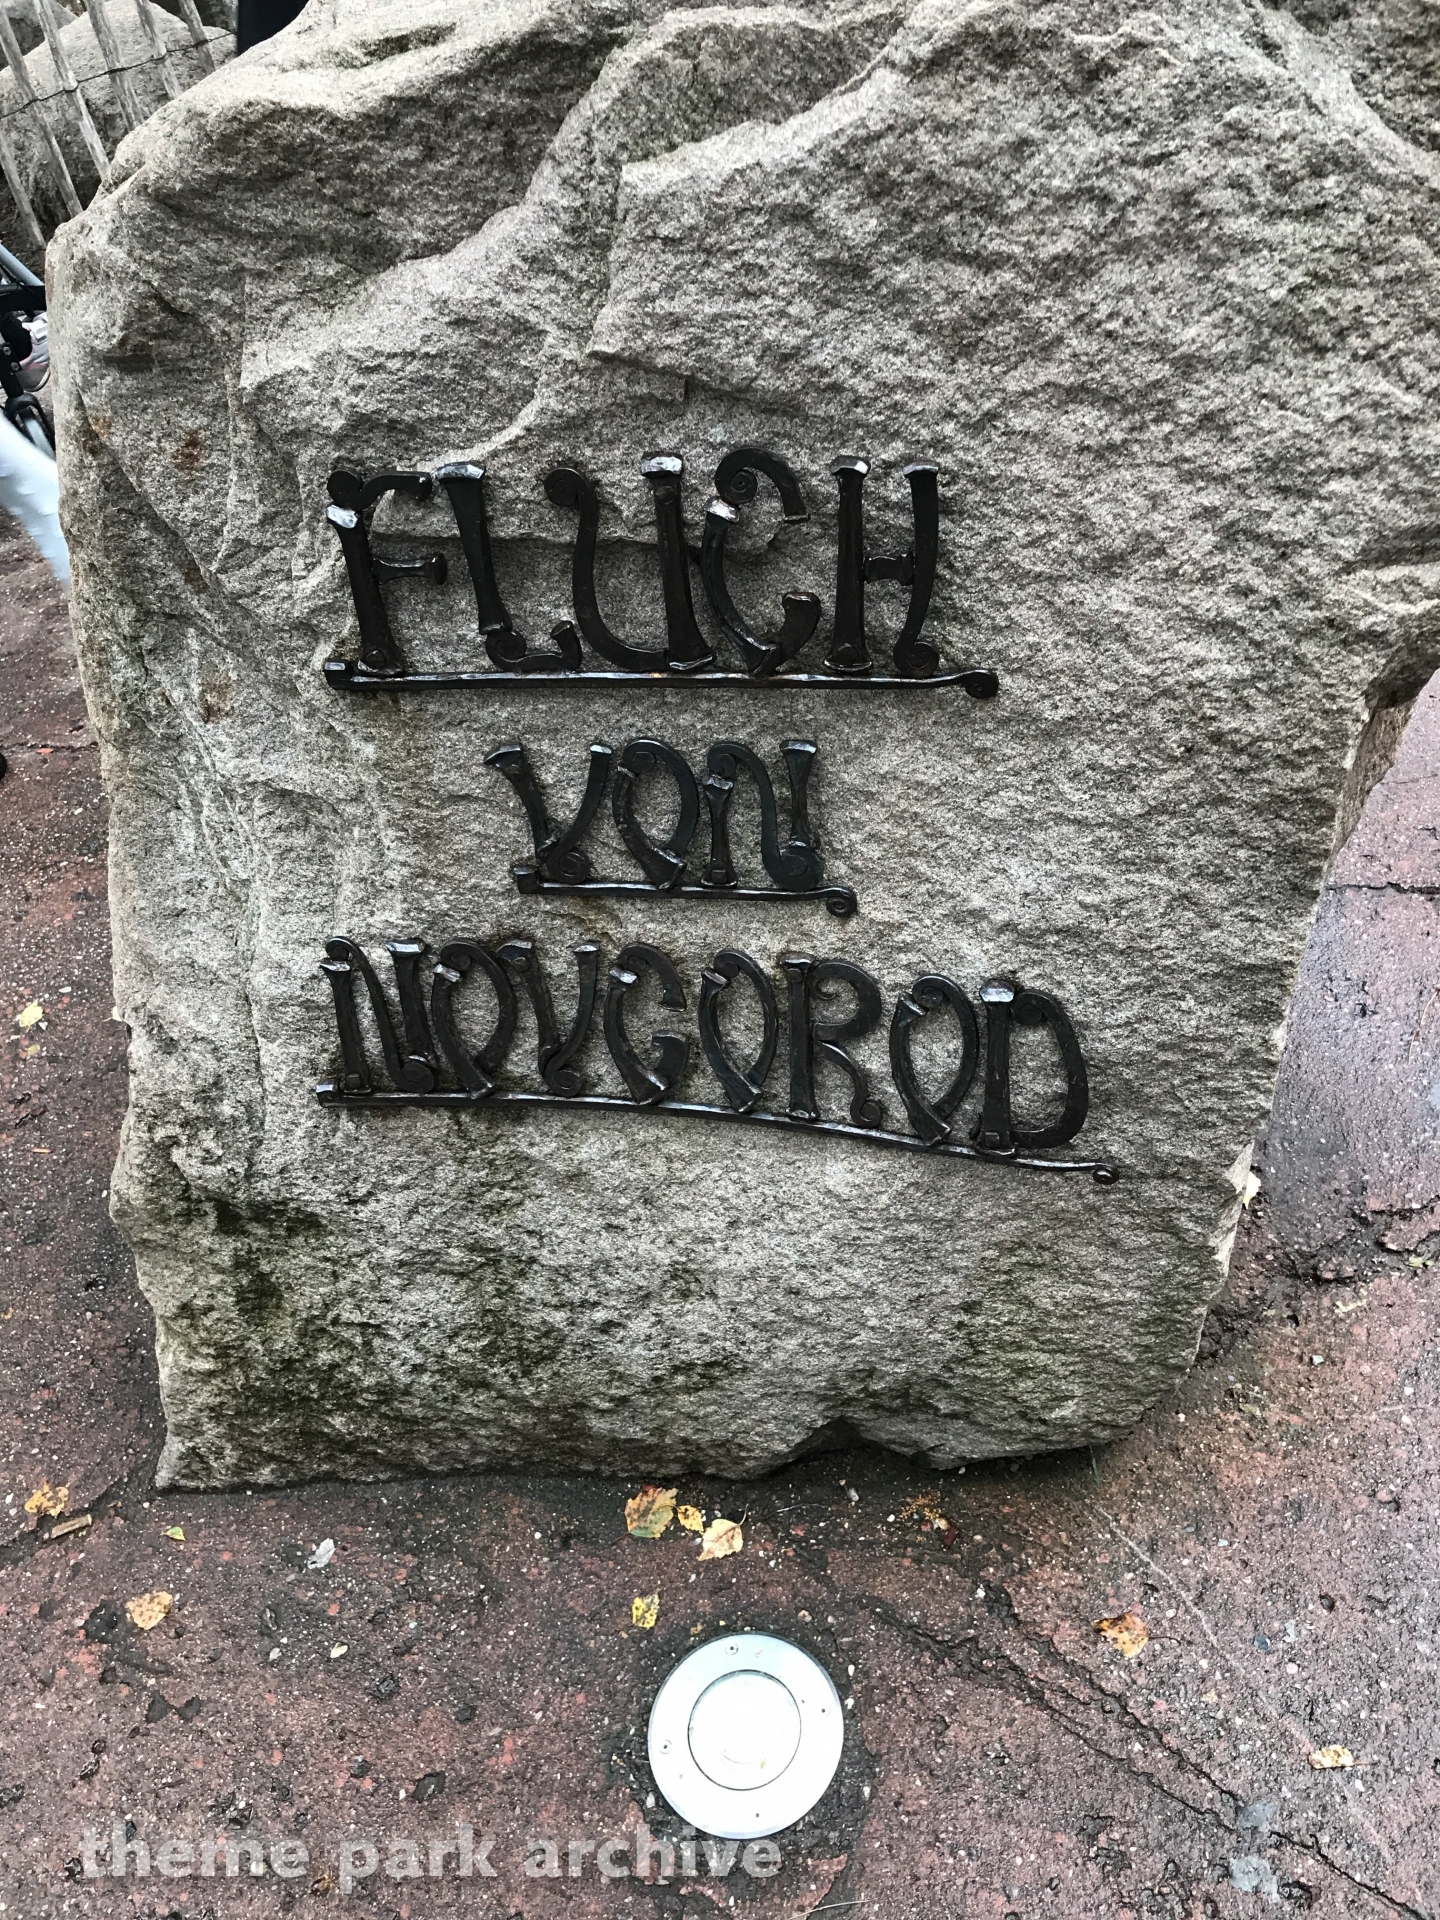 FLUCH
VON
NOVGOROD
theme park archive